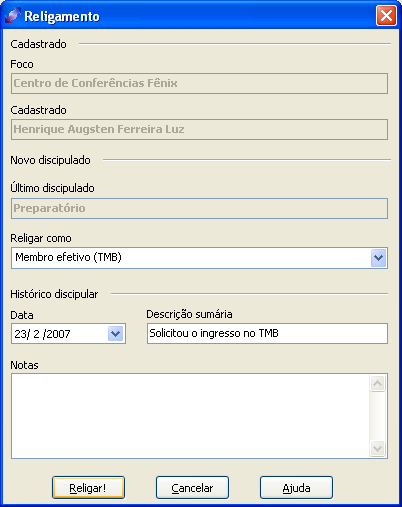 Religamento
Cadastrado
Foco
Centro de Conferências Fênix
Cadastrado
Henrique Augsten Ferreira Luz
Novo discipulado
Último discipulado
Preparatório
Religar como
Membro efetivo (TMB)
Histórico discipular
Data
Descrição sumária
23/ 2 /2007
Solicitou o ingresso no TMB
Notas
Religar!
Cancelar
Ajuda